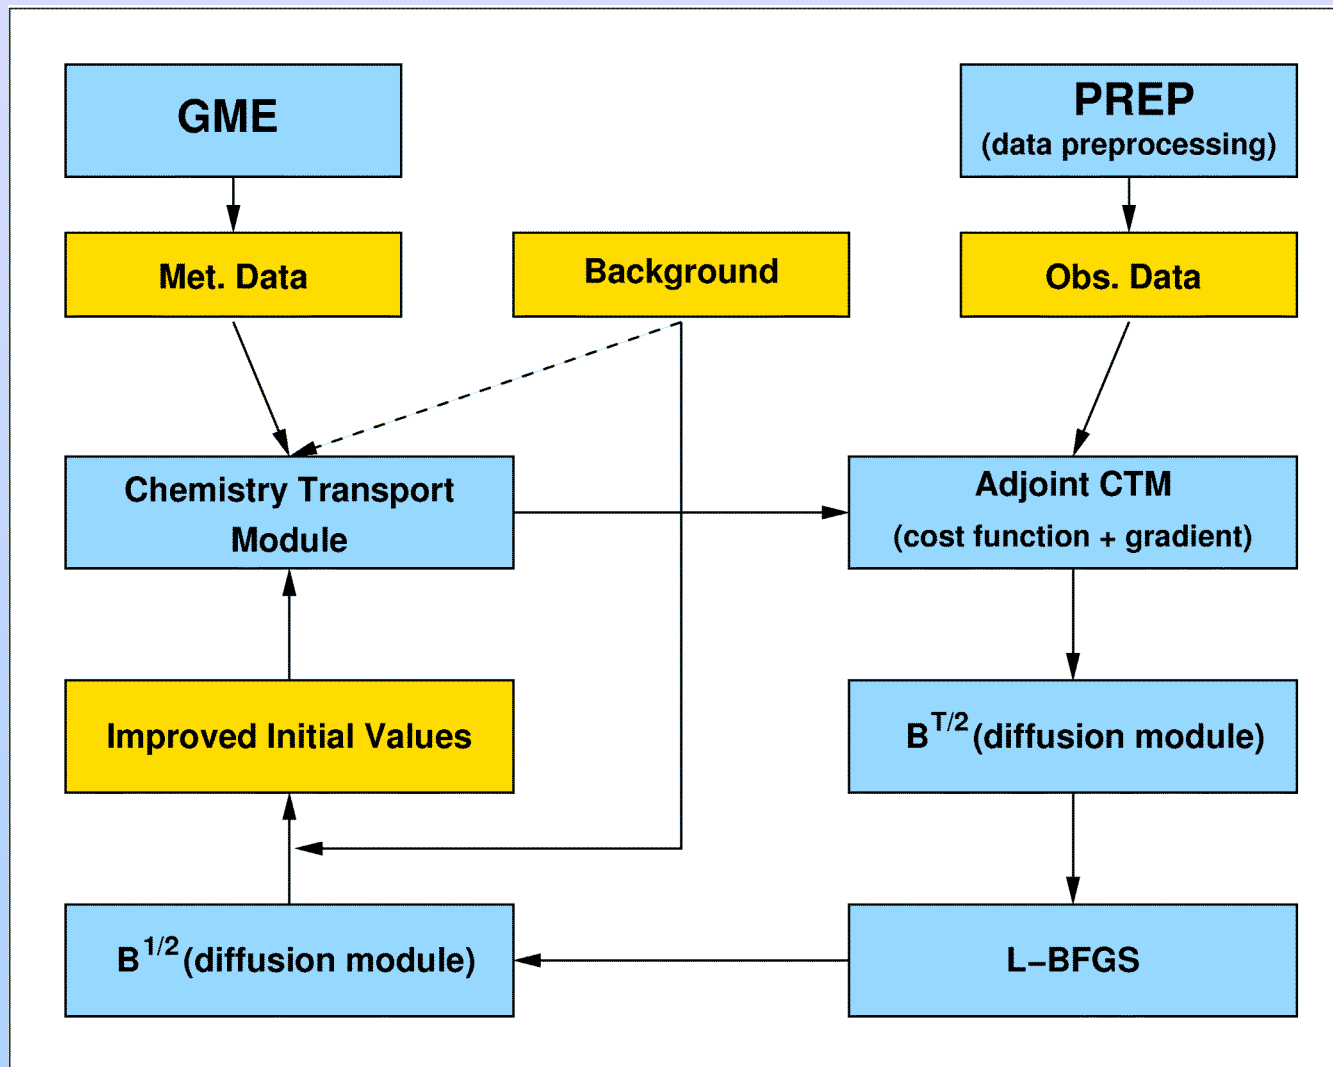 GME
PREP
(data preprocessing)
Met. Data
Background
Obs. Data
Chemistry Transport
Module
Adjoint CTM
(cost function + gradient)
Improved Initial Values
B^T/2 (diffusion module)
B^1/2 (diffusion module)
L−BFGS